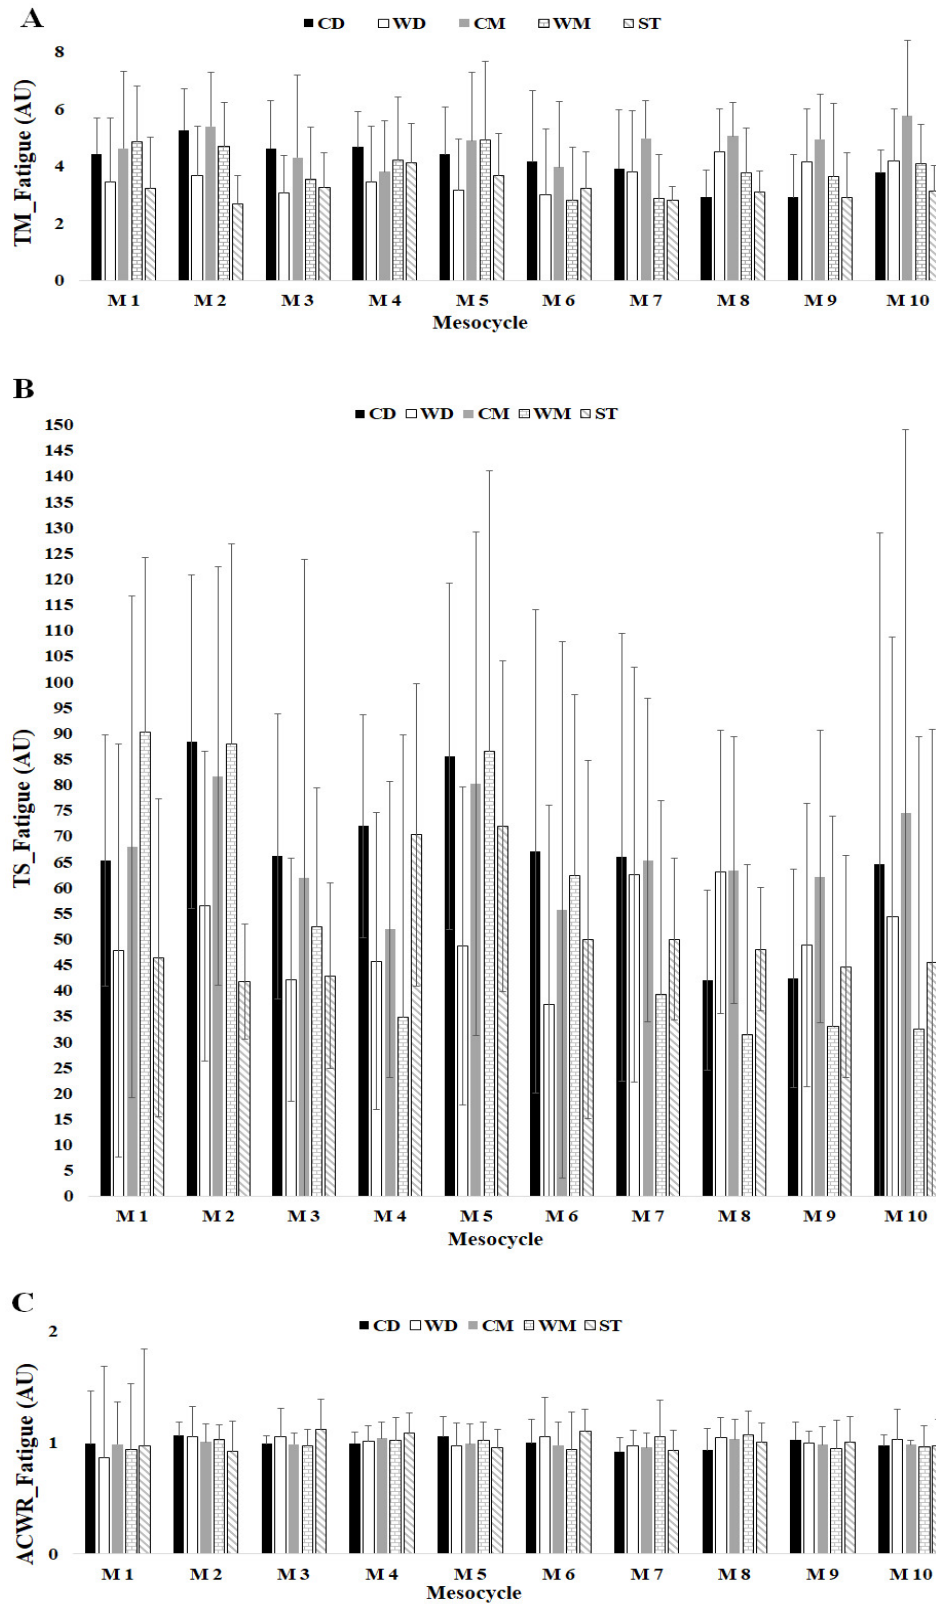 A
CD WD CM WM ST
TM_Fatigue (AU)
8
6
4
2
0
M 1 M 2 M 3 M 4 M 5 M 6 M 7 M 8 M 9 M 10
Mesocycle
B
CD WD CM WM ST
TS_Fatigue (AU)
150
145
140
135
130
125
120
115
110
105
100
95
90
85
80
75
70
65
60
55
50
45
40
35
30
25
20
15
10
5
0
M 1 M 2 M 3 M 4 M 5 M 6 M 7 M 8 M 9 M 10
Mesocycle
C
CD WD CM WM ST
ACWR_Fatigue (AU)
2
1
0
M 1 M 2 M 3 M 4 M 5 M 6 M 7 M 8 M 9 M 10
Mesocycle